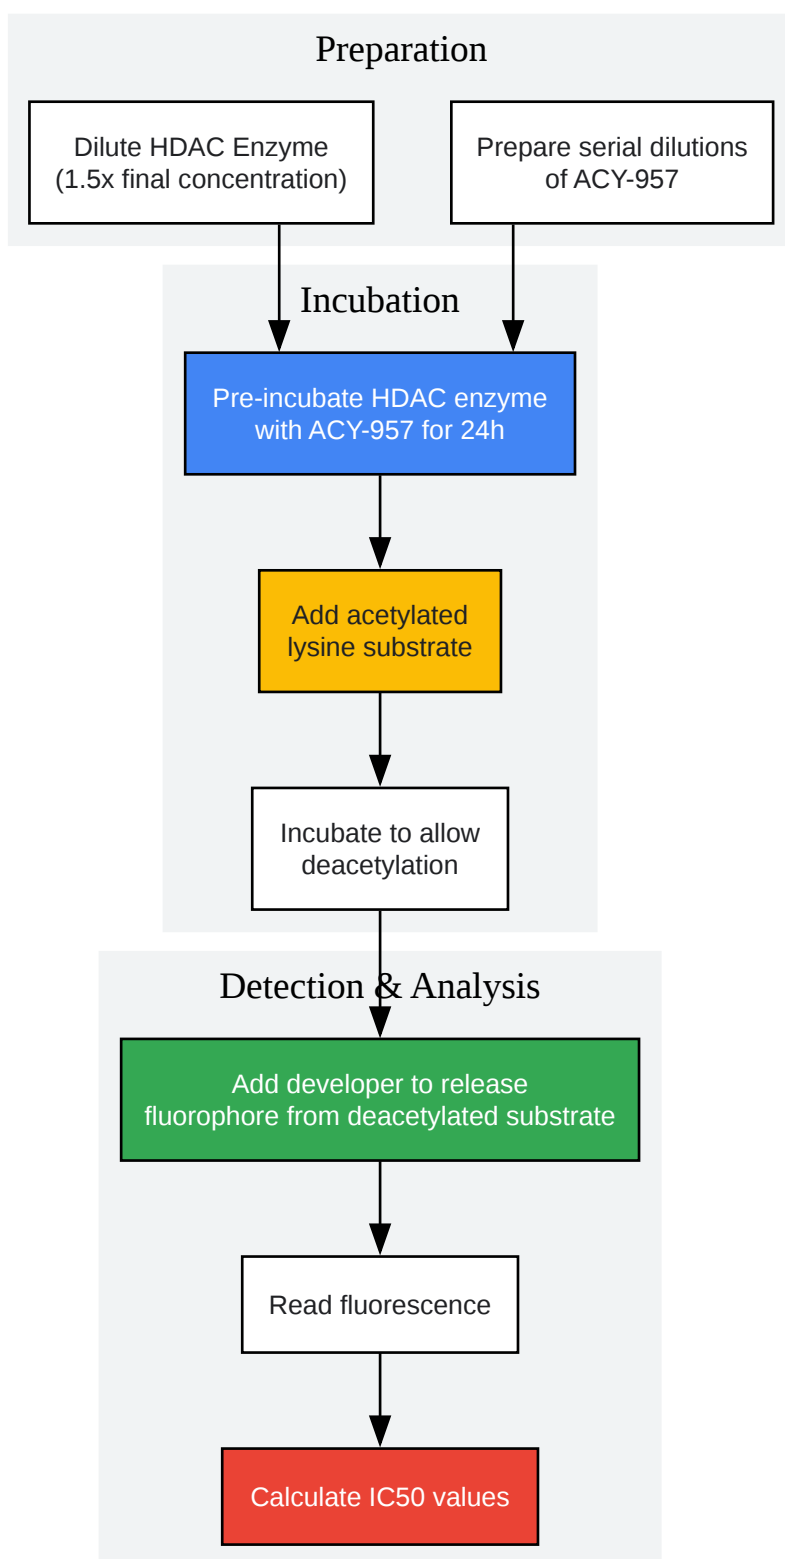 Preparation
Dilute HDAC Enzyme
(1.5x final concentration)
Prepare serial dilutions
of ACY-957
Incubation
Pre-incubate HDAC enzyme
with ACY-957 for 24h
Add acetylated
lysine substrate
Incubate to allow
deacetylation
Detection & Analysis
Add developer to release
fluorophore from deacetylated substrate
Read fluorescence
Calculate IC50 values